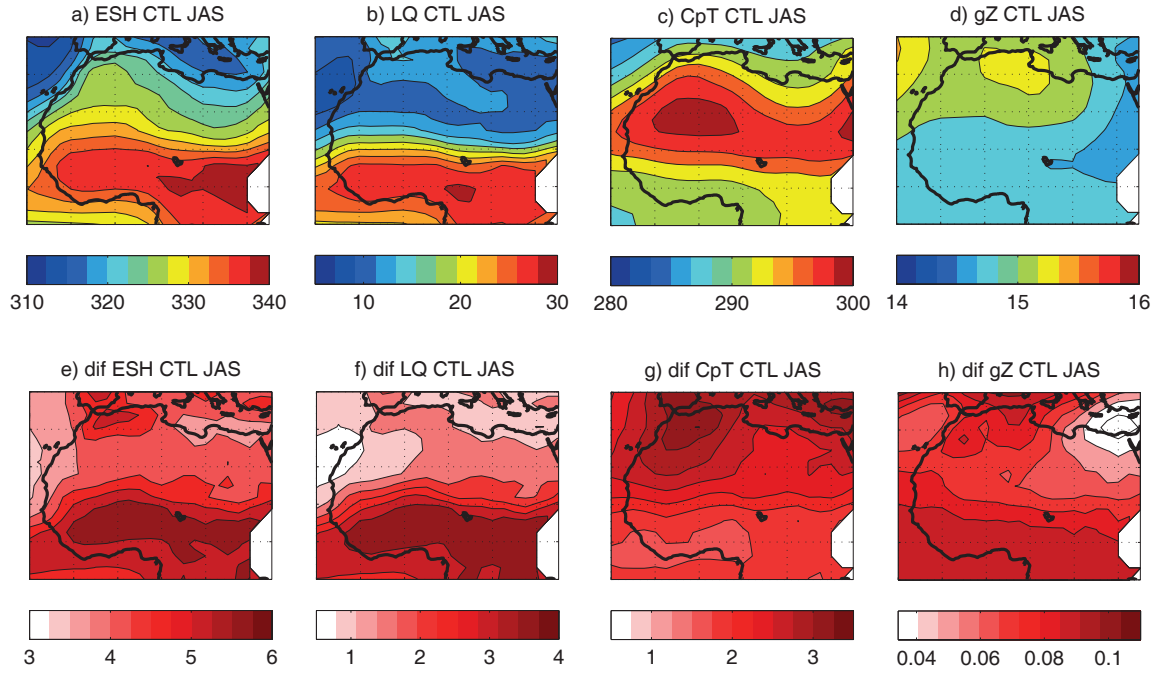 a) ESH CTL JAS
b) LQ CTL JAS
c) CpT CTL JAS
d) gZ CTL JAS
310 320 330 340
10 20 30
280 290 300
14 15 16
e) dif ESH CTL JAS
f) dif LQ CTL JAS
g) dif CpT CTL JAS
h) dif gZ CTL JAS
3 4 5 6
1 2 3 4
1 2 3
0.04 0.06 0.08 0.1